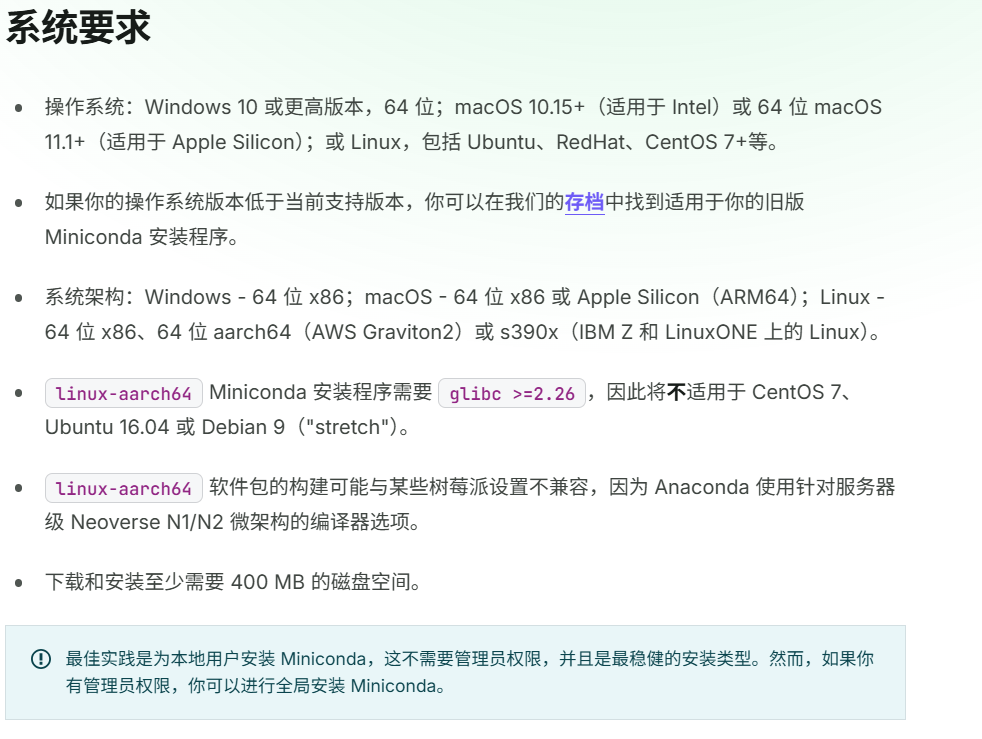 系统要求
操作系统：Windows 10 或更高版本，64 位；macOS 10.15+（适用于 Intel）或 64 位 macOS
11.1+（适用于 Apple Silicon）；或 Linux，包括 Ubuntu、RedHat、CentOS 7+等。
如果你的操作系统版本低于当前支持版本，你可以在我们的存档中找到适用于你的旧版
Miniconda 安装程序。
系统架构：Windows - 64 位 x86；macOS - 64 位 x86 或 Apple Silicon（ARM64）；Linux -
64 位 x86、64 位 aarch64（AWS Graviton2）或 s390x（IBM Z 和 LinuxONE 上的 Linux）。
linux-aarch64 Miniconda 安装程序需要 glibc >=2.26，因此将不适用于 CentOS 7、
Ubuntu 16.04 或 Debian 9（"stretch"）。
linux-aarch64 软件包的构建可能与某些树莓派设置不兼容，因为 Anaconda 使用针对服务器
级 Neoverse N1/N2 微架构的编译器选项。
下载和安装至少需要 400 MB 的磁盘空间。
最佳实践是为本地用户安装 Miniconda，这不需要管理员权限，并且是最稳健的安装类型。然而，如果你
有管理员权限，你可以进行全局安装 Miniconda。